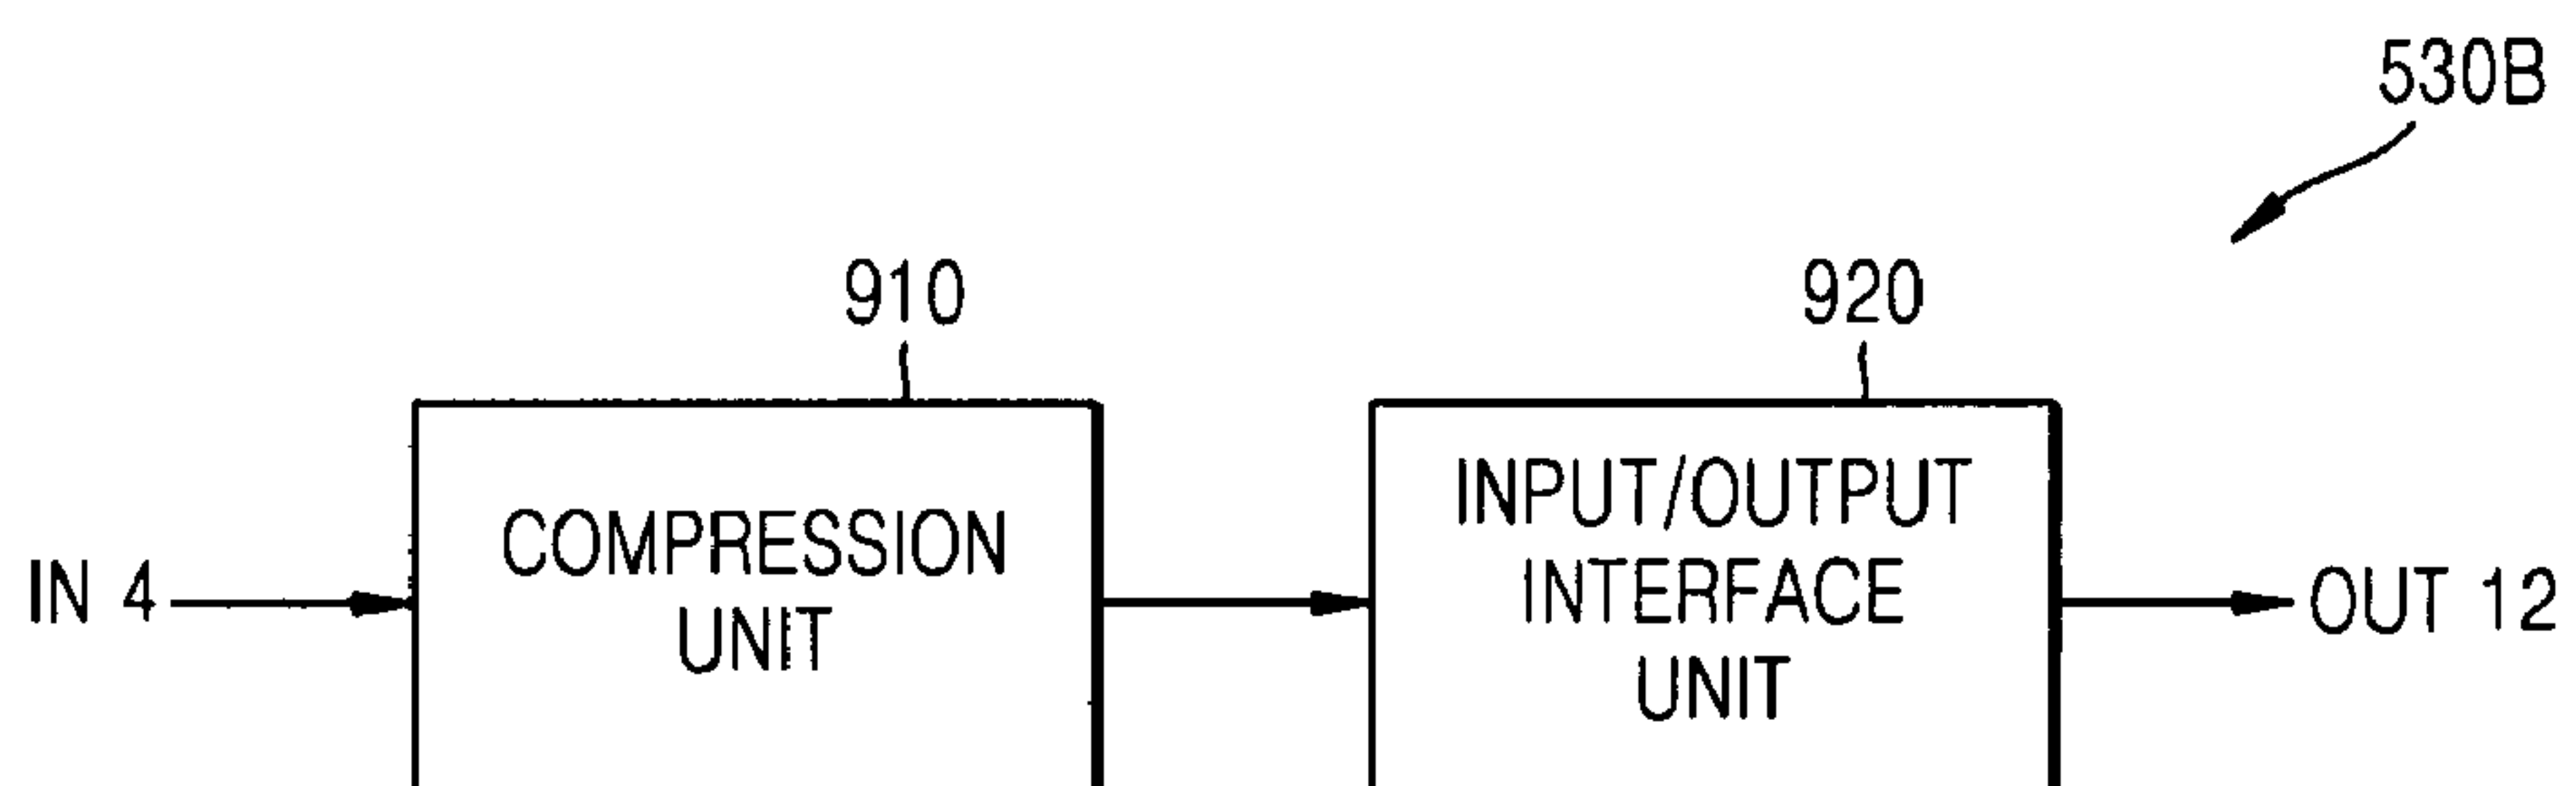 530B
910
920
COMPRESSION
UNIT
INPUT/OUTPUT
INTERFACE
UNIT
IN 4
OUT 12